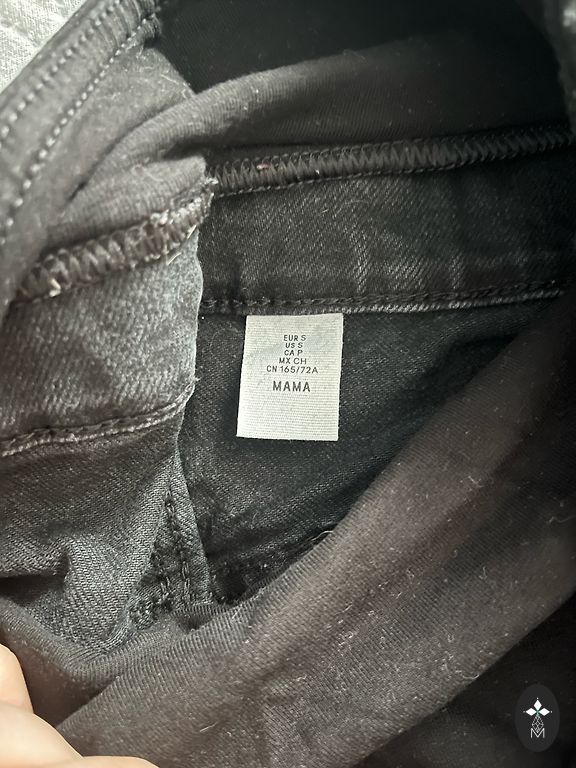 EUR S
US S
CA P
MX CH
CN 165/72A
MAMA
M